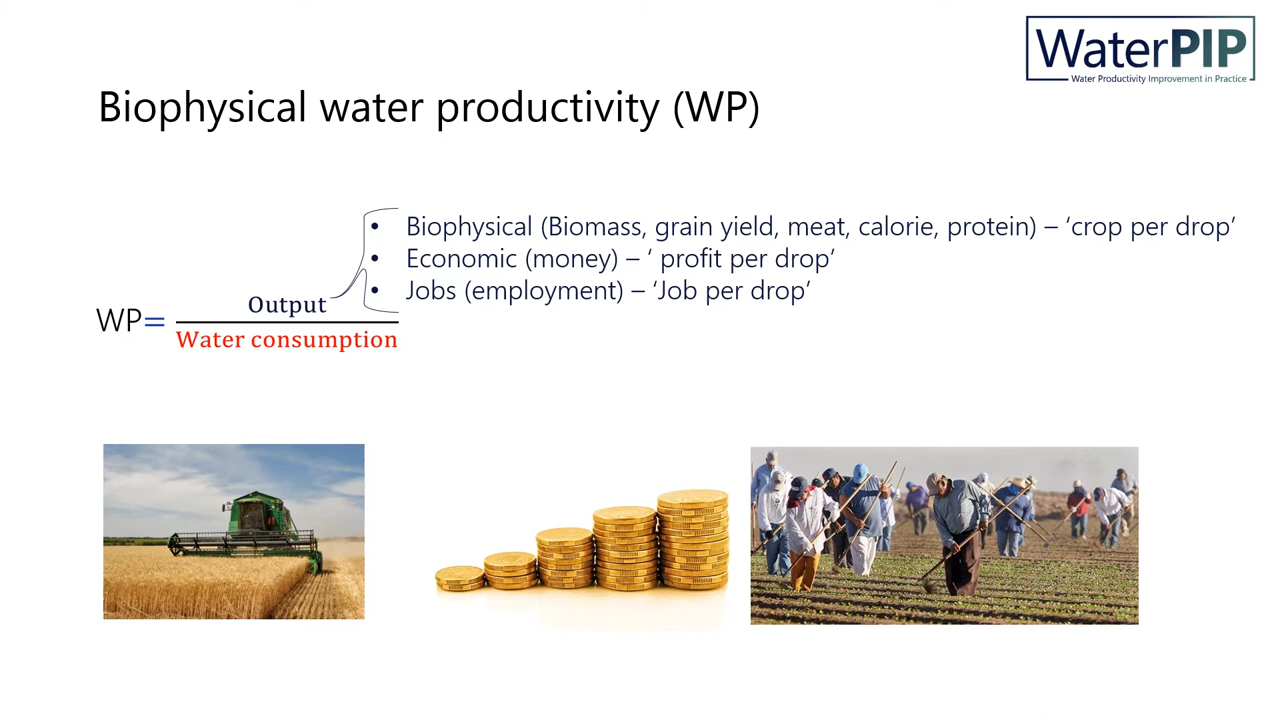 WaterPIP
Water Productivity Improvement in Practice
Biophysical water productivity (WP)
• Biophysical (Biomass, grain yield, meat, calorie, protein) – ‘crop per drop’
• Economic (money) – ‘ profit per drop’
• Jobs (employment) – ‘Job per drop’
Output
WP=
Water consumption